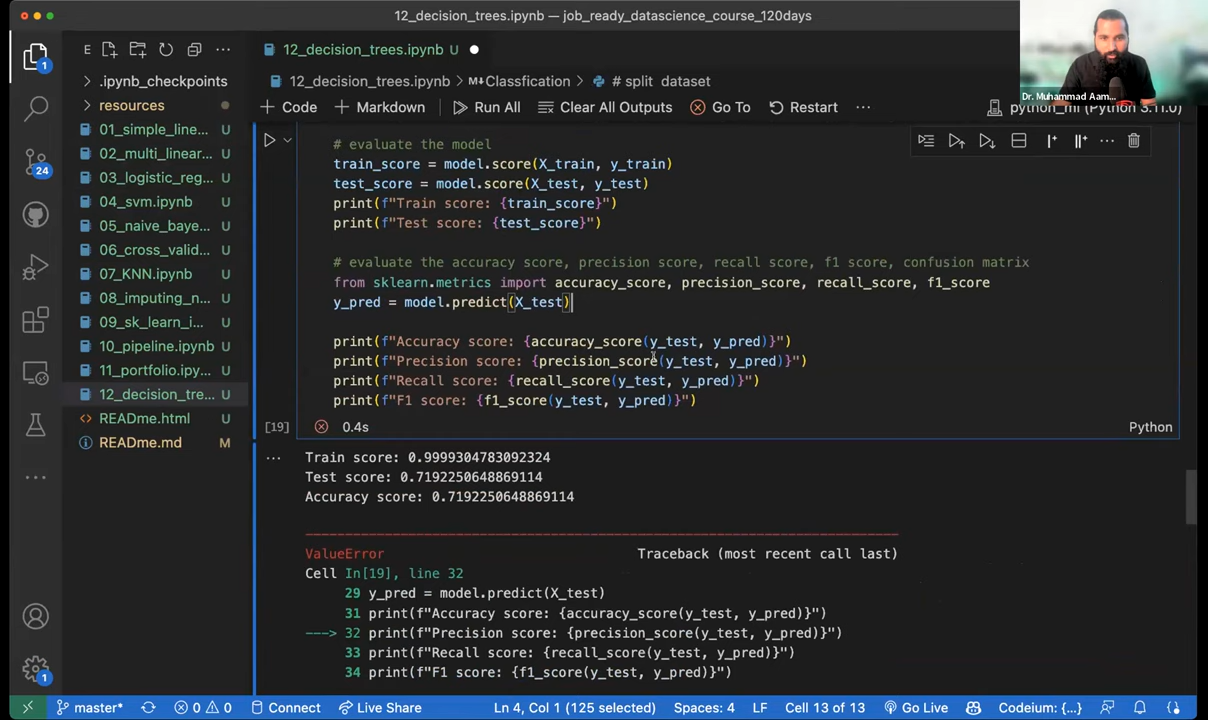 12_decision_trees.ipynb — job_ready_datascience_course_120days
E
12_decision_trees.ipynb U
1
.ipynb_checkpoints
12_decision_trees.ipynb > M↓Classfication > # split dataset
resources
+ Code + Markdown Run All Clear All Outputs Go To Restart ...
Dr. Muhammad Aam...
python_ml (Python 3.11.0)
01_simple_line... U
02_multi_linear... U
03_logistic_reg... U
04_svm.ipynb U
05_naive_baye... U
06_cross_valid... U
07_KNN.ipynb U
08_imputing_n... U
09_sk_learn_i... U
10_pipeline.ipynb U
11_portfolio.ipy... U
12_decision_tre... U
READme.html U
READme.md M
24
1
# evaluate the model
train_score = model.score(X_train, y_train)
test_score = model.score(X_test, y_test)
print(f"Train score: {train_score}")
print(f"Test score: {test_score}")
# evaluate the accuracy score, precision score, recall score, f1 score, confusion matrix
from sklearn.metrics import accuracy_score, precision_score, recall_score, f1_score
y_pred = model.predict(X_test)
print(f"Accuracy score: {accuracy_score(y_test, y_pred)}")
print(f"Precision score: {precision_score(y_test, y_pred)}")
print(f"Recall score: {recall_score(y_test, y_pred)}")
print(f"F1 score: {f1_score(y_test, y_pred)}")
[19] 0.4s Python
... Train score: 0.9999304783092324
Test score: 0.7192250648869114
Accuracy score: 0.7192250648869114
ValueError Traceback (most recent call last)
Cell In[19], line 32
29 y_pred = model.predict(X_test)
31 print(f"Accuracy score: {accuracy_score(y_test, y_pred)}")
---> 32 print(f"Precision score: {precision_score(y_test, y_pred)}")
33 print(f"Recall score: {recall_score(y_test, y_pred)}")
34 print(f"F1 score: {f1_score(y_test, y_pred)}")
master* 0 0 Connect Live Share Ln 4, Col 1 (125 selected) Spaces: 4 LF Cell 13 of 13 Go Live Codeium: {...}